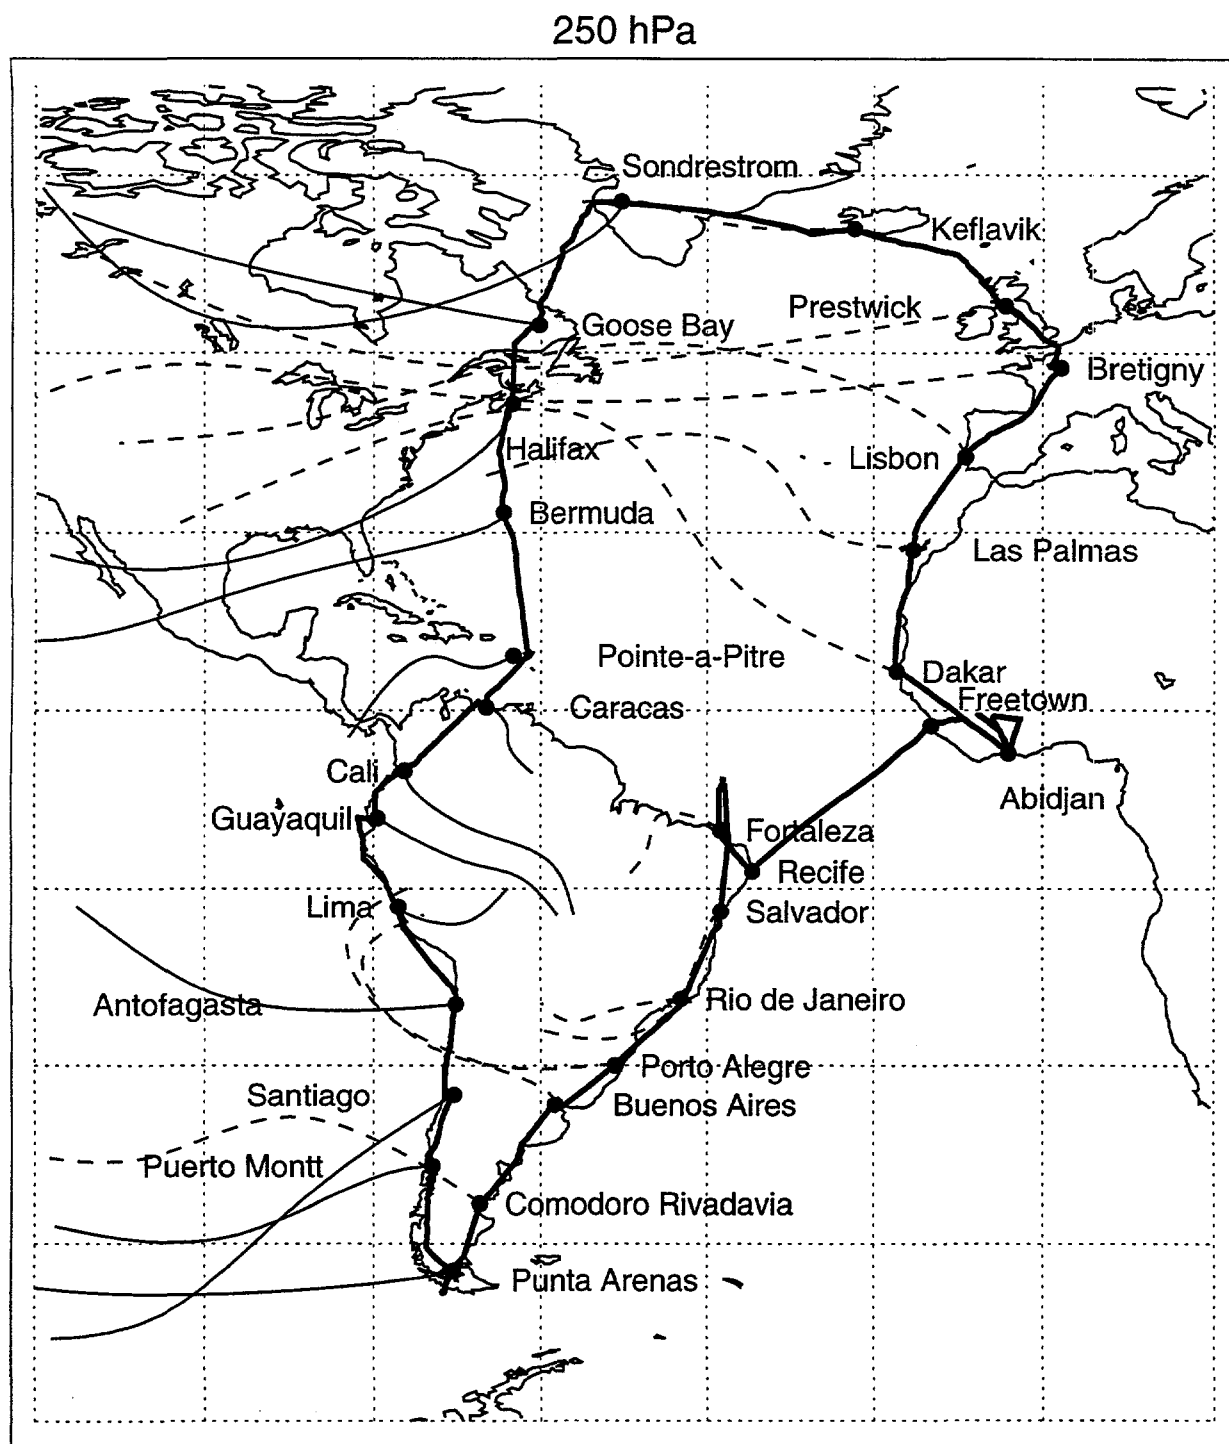 250 hPa
Sondrestrom
Keflavik
Prestwick
Goose Bay
Bretigny
Halifax
Lisbon
Bermuda
Las Palmas
Pointe-a-Pitre
Dakar
Freetown
Caracas
Cali
Abidjan
Guayaquil
Fortaleza
Recife
Lima
Salvador
Antofagasta
Rio de Janeiro
Porto Alegre
Santiago
Buenos Aires
Puerto Montt
Comodoro Rivadavia
Punta Arenas